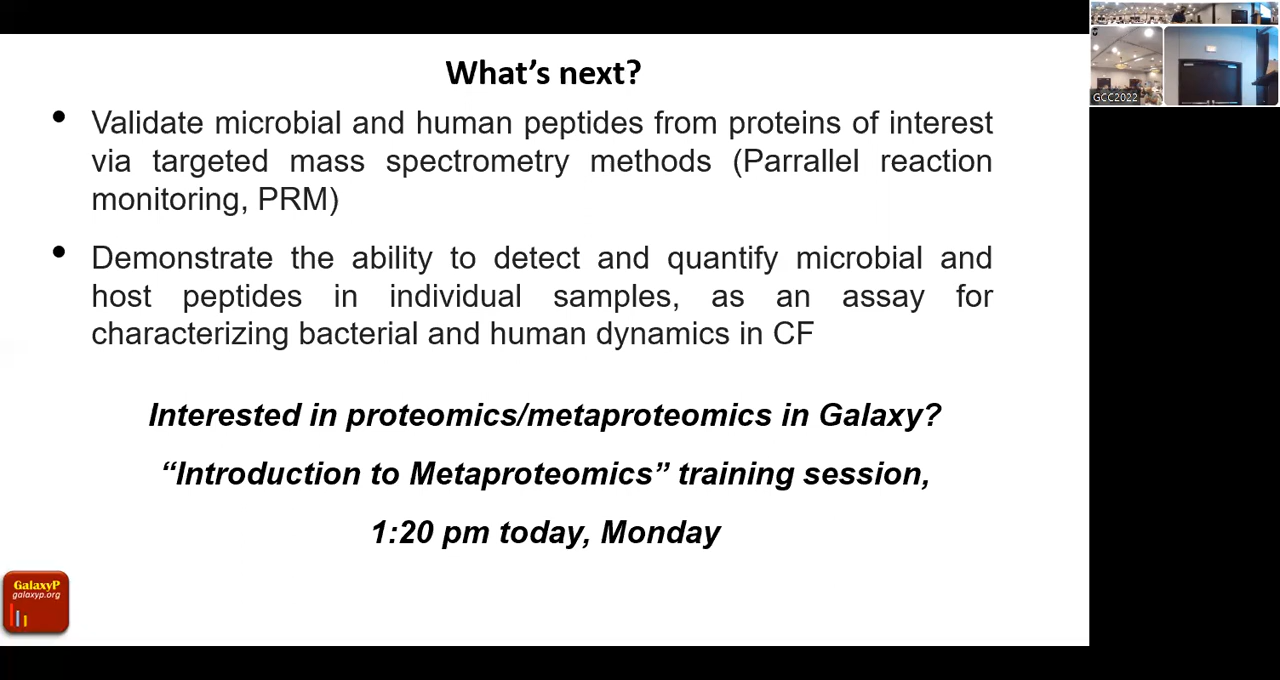 What's next?
• Validate microbial and human peptides from proteins of interest
via targeted mass spectrometry methods (Parrallel reaction
monitoring, PRM)
• Demonstrate the ability to detect and quantify microbial and
host peptides in individual samples, as an assay for
characterizing bacterial and human dynamics in CF
Interested in proteomics/metaproteomics in Galaxy?
“Introduction to Metaproteomics” training session,
1:20 pm today, Monday
GalaxyP
galaxyp.org
GCC2022